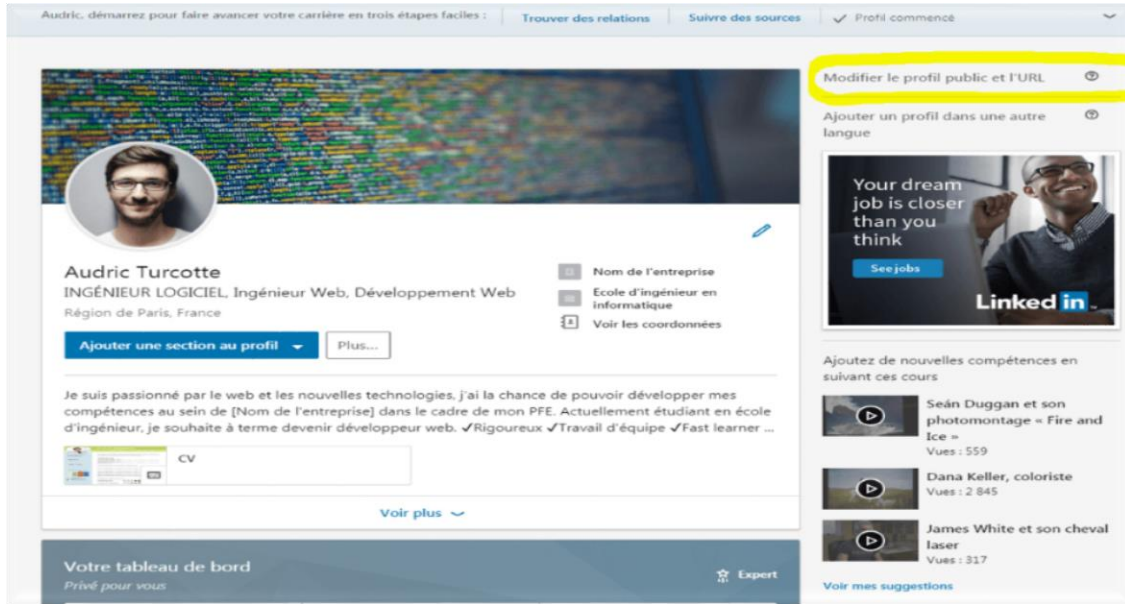 Audric, démarrez pour faire avancer votre carrière en trois étapes faciles :
Trouver des relations
Suivre des sources
✓ Profil commencé
Audric Turcotte
INGÉNIEUR LOGICIEL, Ingénieur Web, Développement Web
Région de Paris, France
Nom de l'entreprise
Ecole d'ingénieur en
informatique
Voir les coordonnées
Ajouter une section au profil
Plus...
Je suis passionné par le web et les nouvelles technologies, j'ai la chance de pouvoir développer mes
compétences au sein de [Nom de l'entreprise] dans le cadre de mon PFE. Actuellement étudiant en école
d'ingénieur, je souhaite à terme devenir développeur web. ✓Rigoureux ✓Travail d'équipe ✓Fast learner ...
CV
Voir plus
Votre tableau de bord
Privé pour vous
Expert
Modifier le profil public et l'URL
Ajouter un profil dans une autre
langue
Your dream
job is closer
than you
think
See jobs
Linked in
Ajoutez de nouvelles compétences en
suivant ces cours
Seán Duggan et son
photomontage « Fire and
Ice »
Vues : 559
Dana Keller, coloriste
Vues : 2 845
James White et son cheval
laser
Vues : 317
Voir mes suggestions